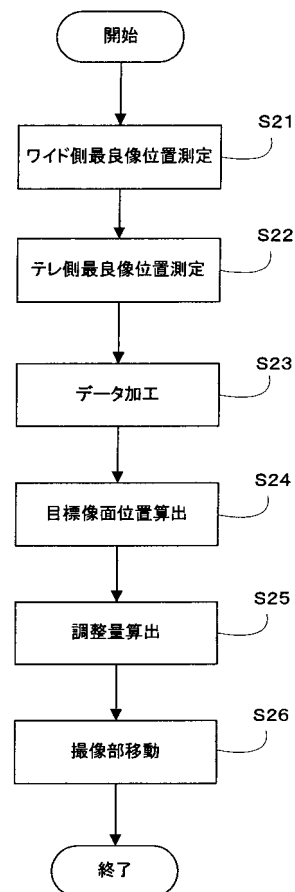 開始
S21
ワイド側最良像位置測定
S22
テレ側最良像位置測定
S23
データ加工
S24
目標像面位置算出
S25
調整量算出
S26
撮像部移動
終了